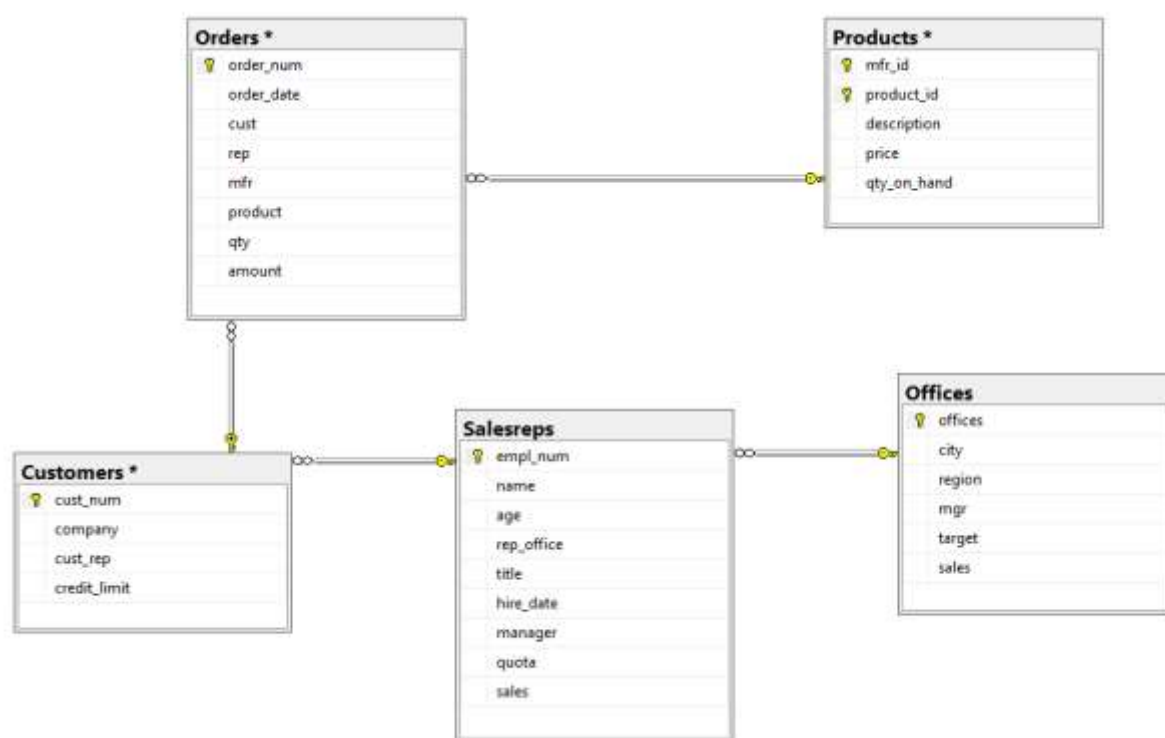 Orders *
order_num
order_date
cust
rep
mfr
product
qty
amount
Products *
mfr_id
product_id
description
price
qty_on_hand
Customers *
cust_num
company
cust_rep
credit_limit
Salesreps
empl_num
name
age
rep_office
title
hire_date
manager
quota
sales
Offices
offices
city
region
mgr
target
sales